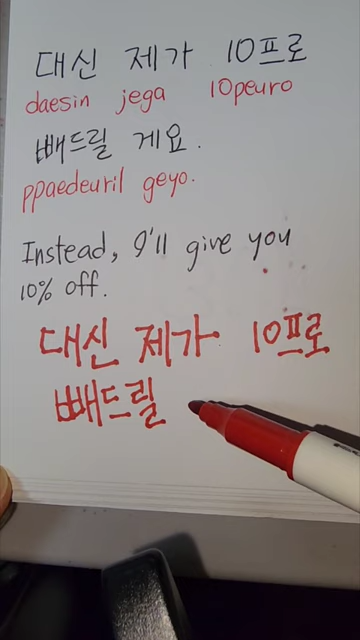 대신 제가 10프로
daesin jega 10peuro
빼드릴 게요.
ppaedeuril geyo.
Instead, I'll give you
10% off.
대신 제가 10프로
빼드릴